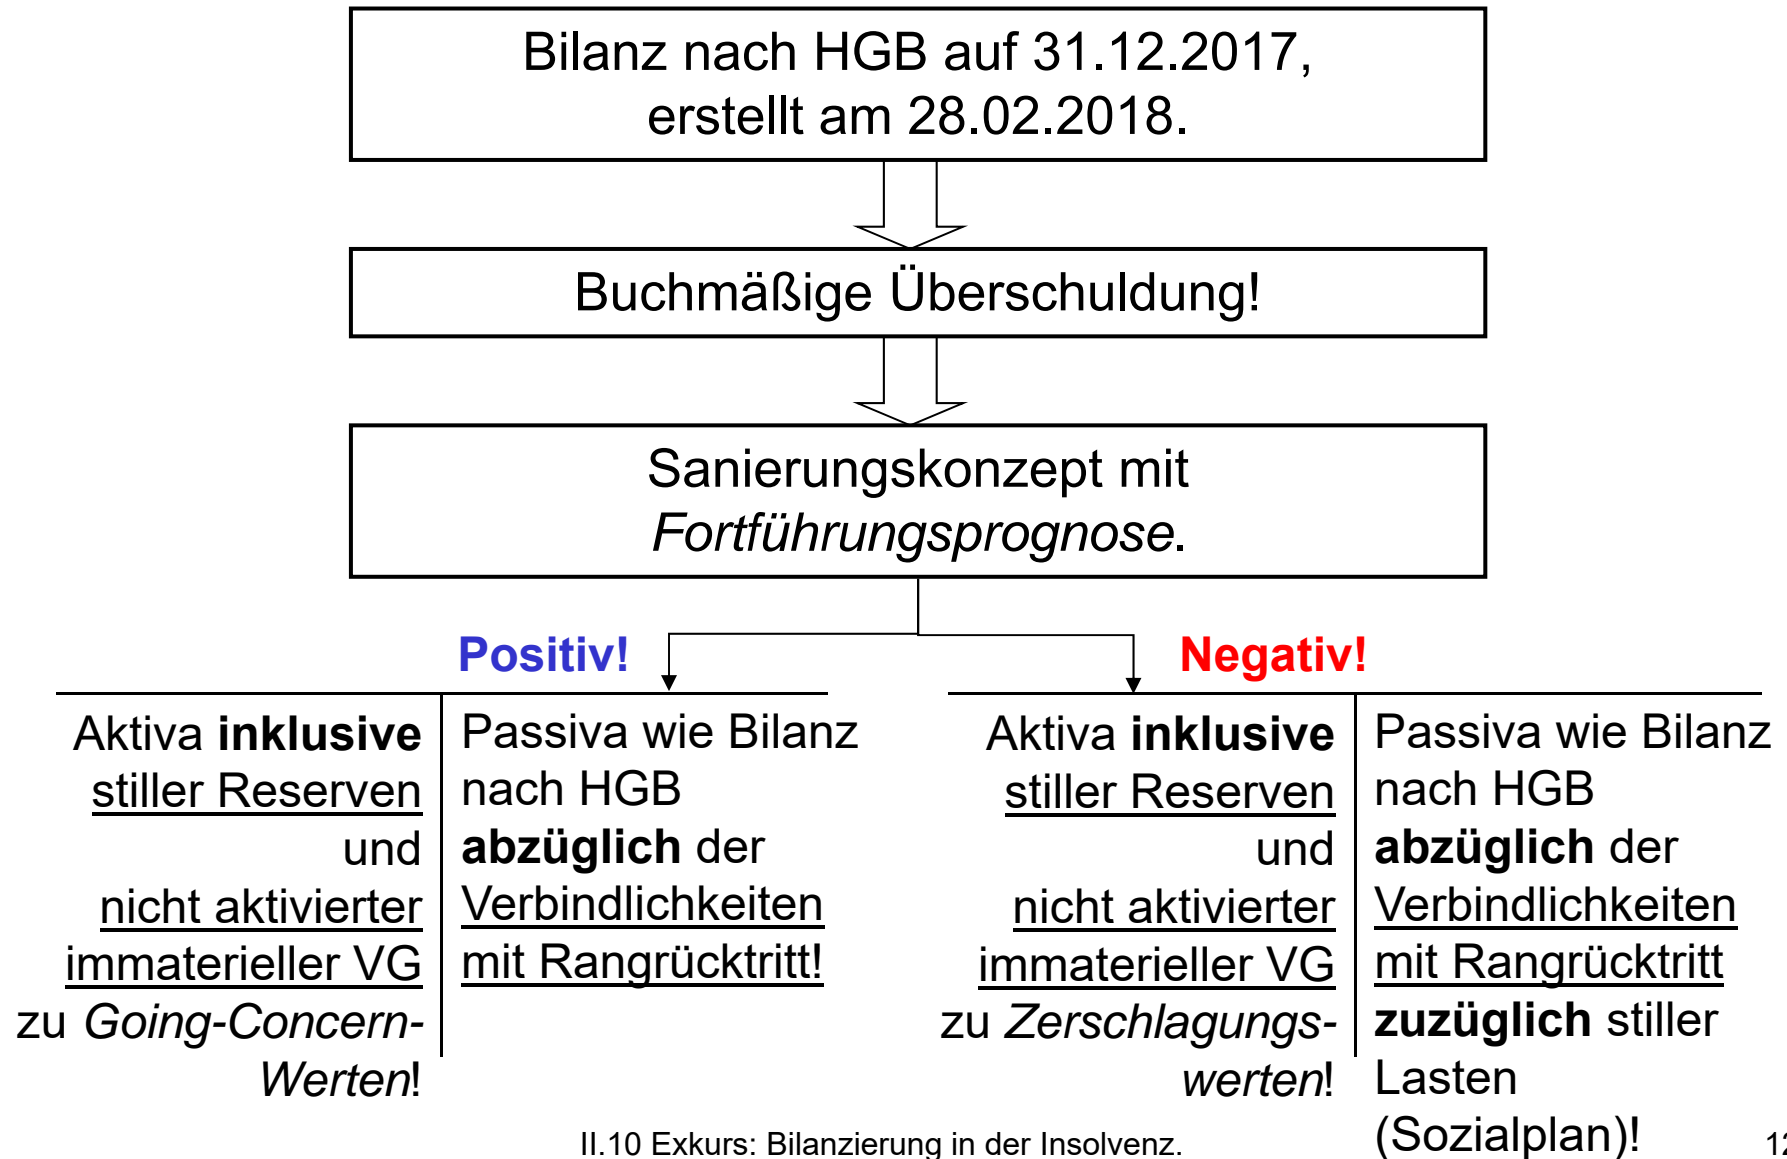 Bilanz nach HGB auf 31.12.2017,
erstellt am 28.02.2018.
Buchmäßige Überschuldung!
Sanierungskonzept mit
Fortführungsprognose.
Positiv!
Negativ!
Aktiva inklusive
stiller Reserven
und
nicht aktivierter
immaterieller VG
zu Going-Concern-
Werten!
Passiva wie Bilanz
nach HGB
abzüglich der
Verbindlichkeiten
mit Rangrücktritt!
Aktiva inklusive
stiller Reserven
und
nicht aktivierter
immaterieller VG
zu Zerschlagungs-
werten!
Passiva wie Bilanz
nach HGB
abzüglich der
Verbindlichkeiten
mit Rangrücktritt
zuzüglich stiller
Lasten
(Sozialplan)!
II.10 Exkurs: Bilanzierung in der Insolvenz.